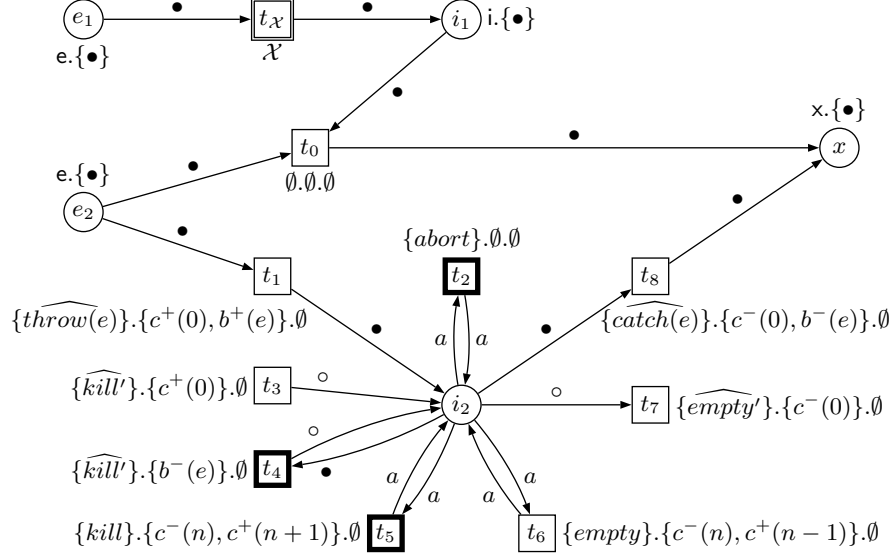 e₁ • t_𝒳 • i₁ i.{•}
e.{•} 𝒳
•
x.{•}
t₀ • x
e.{•} • ∅.∅.∅
e₂ • •
{abort}.∅.∅
t₁ t₂ t₈
{throw(e)^}.{c⁺(0), b⁺(e)}.∅ {catch(e)^}.{c⁻(0), b⁻(e)}.∅
• a a •
{kill′^}.{c⁺(0)}.∅ t₃ ∘
i₂ ∘ t₇ {empty′^}.{c⁻(0)}.∅
∘
{kill′^}.{b⁻(e)}.∅ t₄ •
a a a a
{kill}.{c⁻(n), c⁺(n + 1)}.∅ t₅ t₆ {empty}.{c⁻(n), c⁺(n−1)}.∅